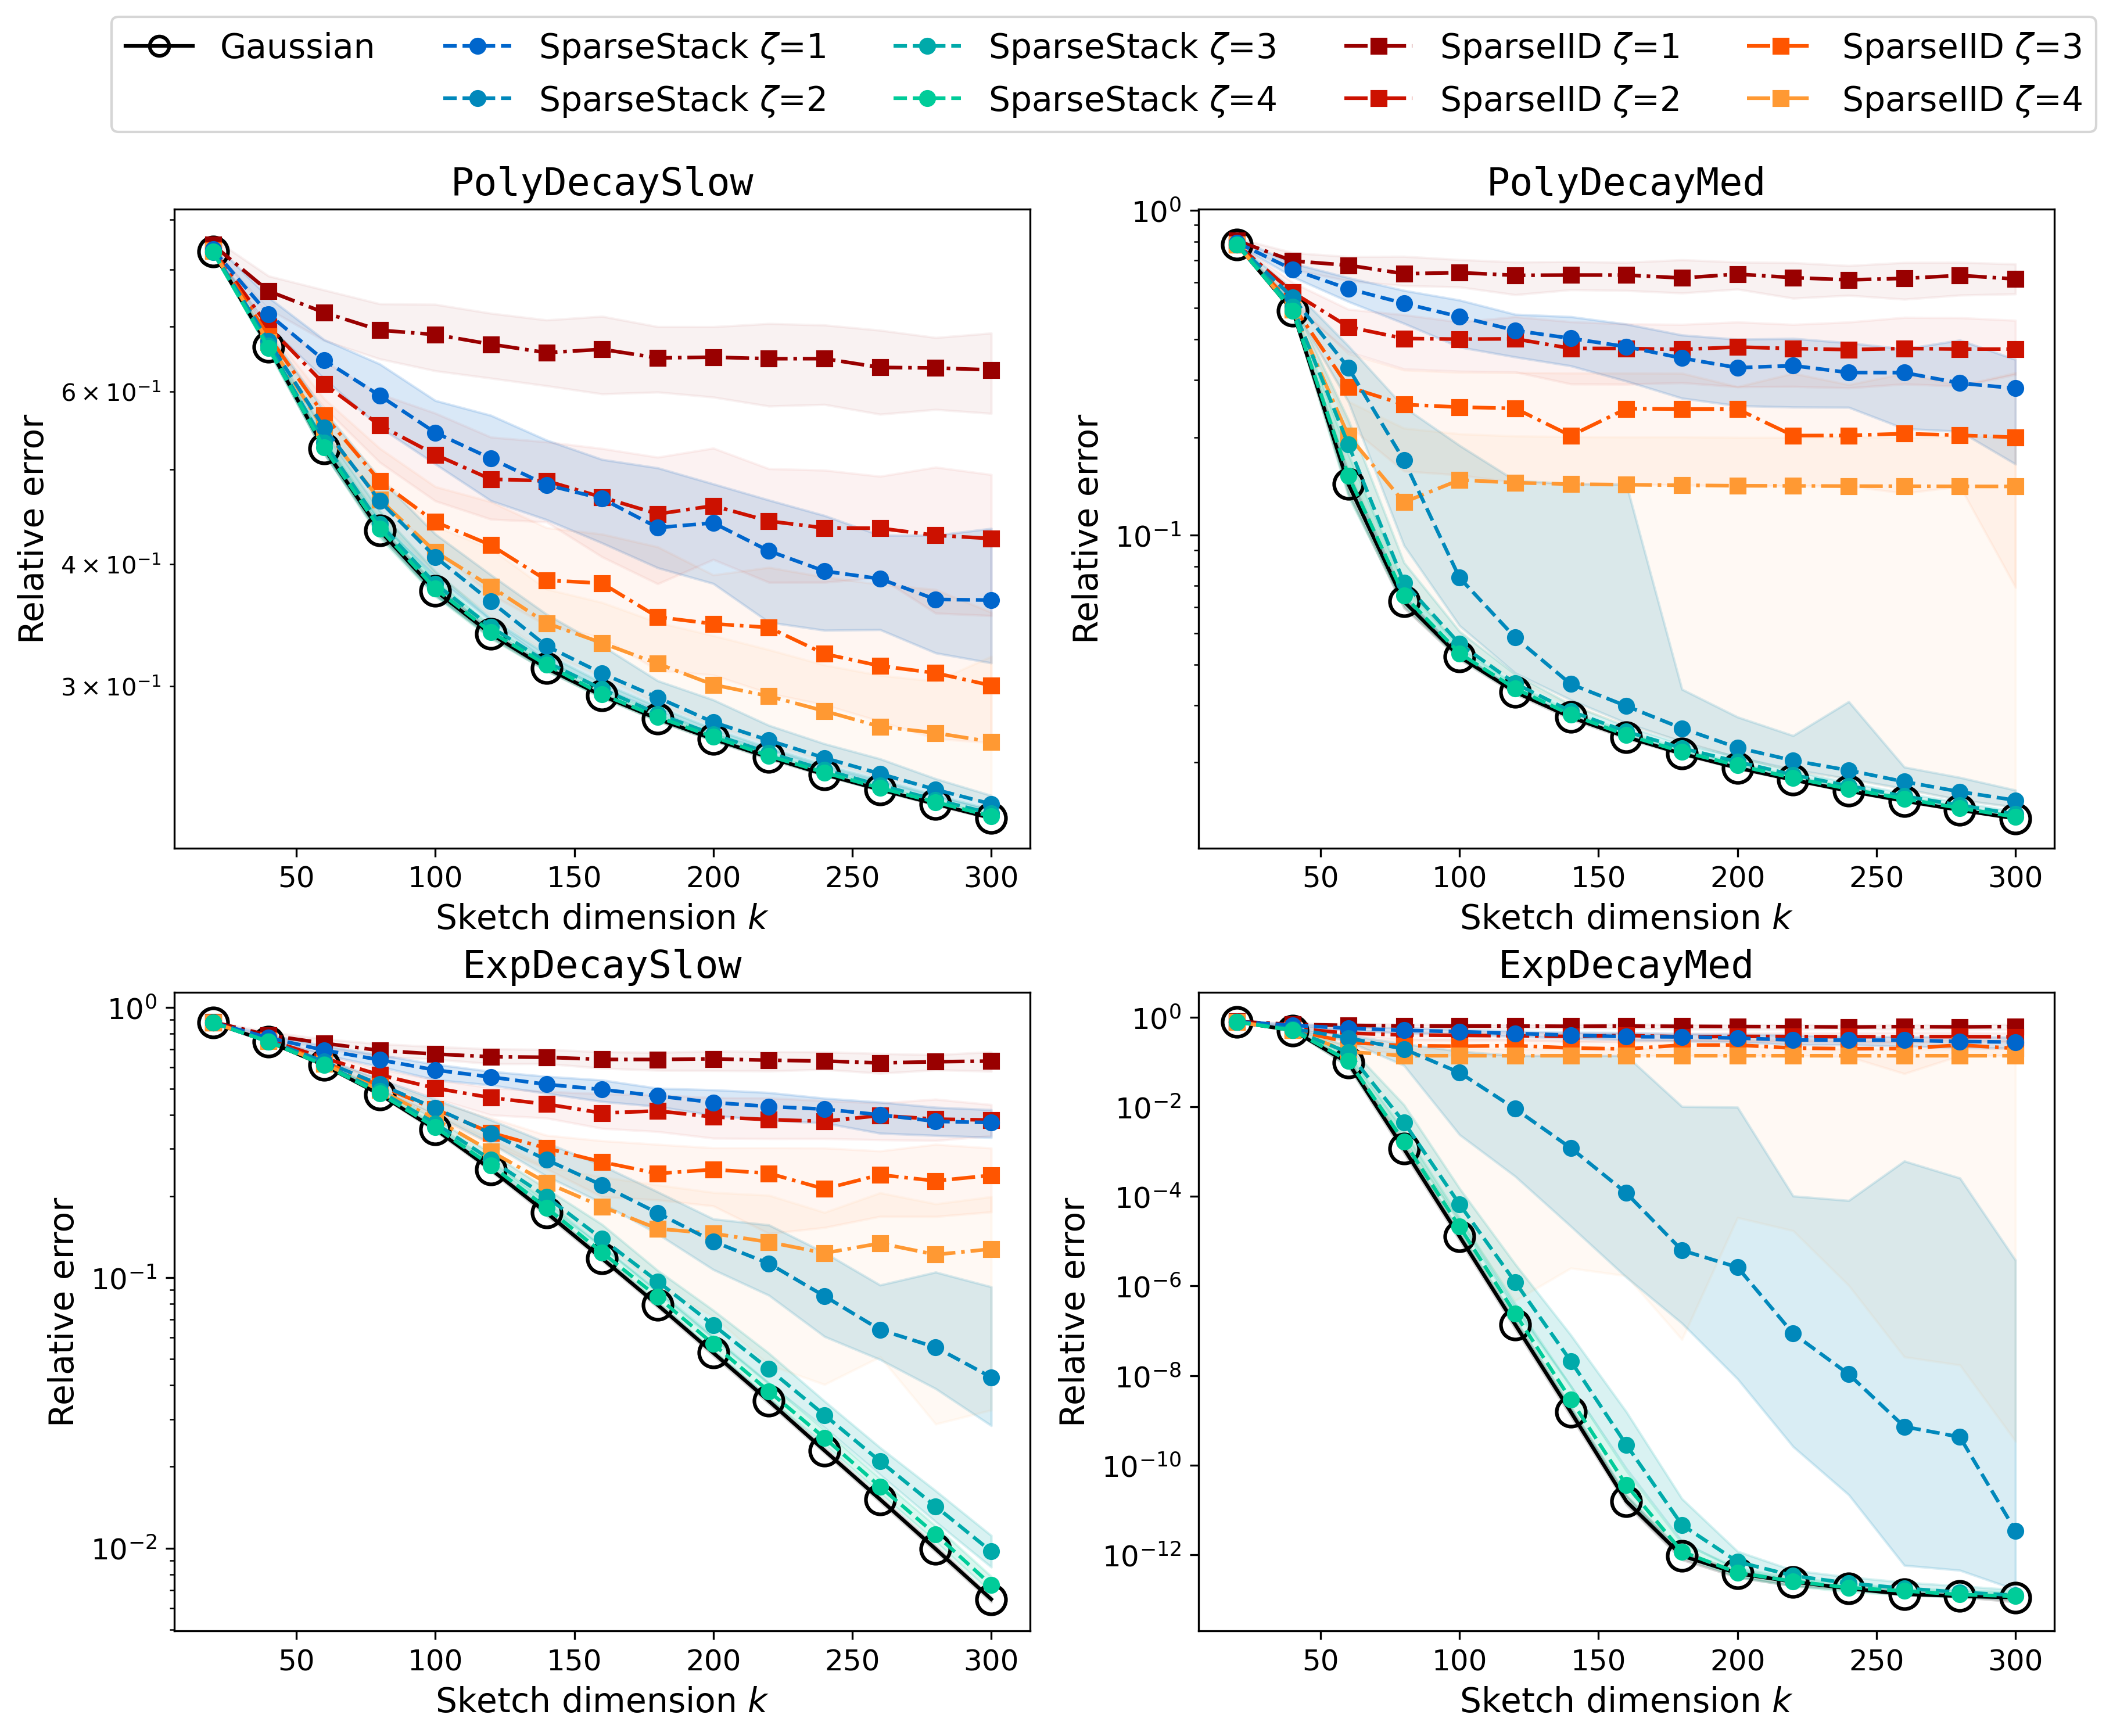 Gaussian
SparseStack ζ=1
SparseStack ζ=2
SparseStack ζ=3
SparseStack ζ=4
SparseIID ζ=1
SparseIID ζ=2
SparseIID ζ=3
SparseIID ζ=4
PolyDecaySlow
Relative error
6 × 10⁻¹
4 × 10⁻¹
3 × 10⁻¹
50 100 150 200 250 300
Sketch dimension k
PolyDecayMed
Relative error
10⁰
10⁻¹
50 100 150 200 250 300
Sketch dimension k
ExpDecaySlow
Relative error
10⁰
10⁻¹
10⁻²
50 100 150 200 250 300
Sketch dimension k
ExpDecayMed
Relative error
10⁰
10⁻²
10⁻⁴
10⁻⁶
10⁻⁸
10⁻¹⁰
10⁻¹²
50 100 150 200 250 300
Sketch dimension k